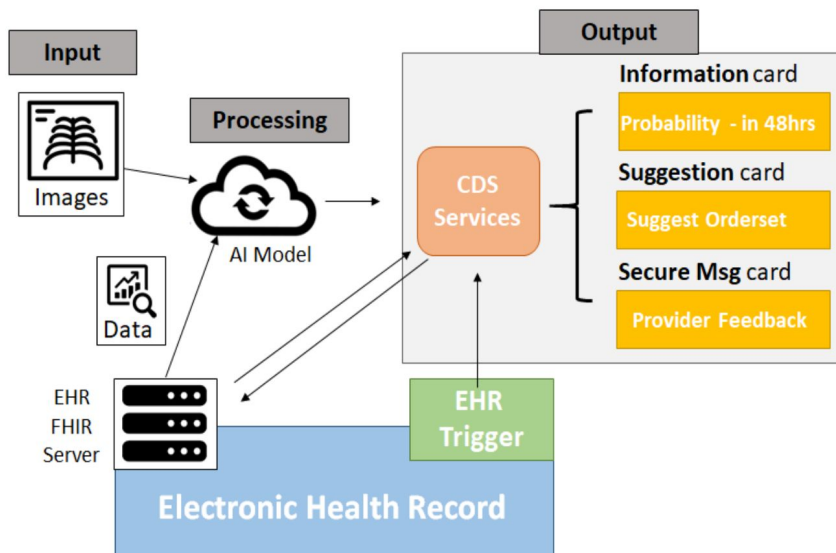 Input
Images
Processing
AI Model
Data
EHR
FHIR
Server
Output
CDS
Services
Information card
Probability - in 48hrs
Suggestion card
Suggest Orderset
Secure Msg card
Provider Feedback
EHR
Trigger
Electronic Health Record